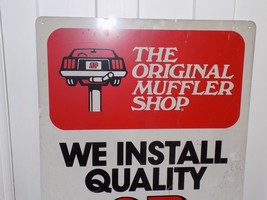 THE
ORIGINAL
MUFFLER
SHOP
WE INSTALL
QUALITY